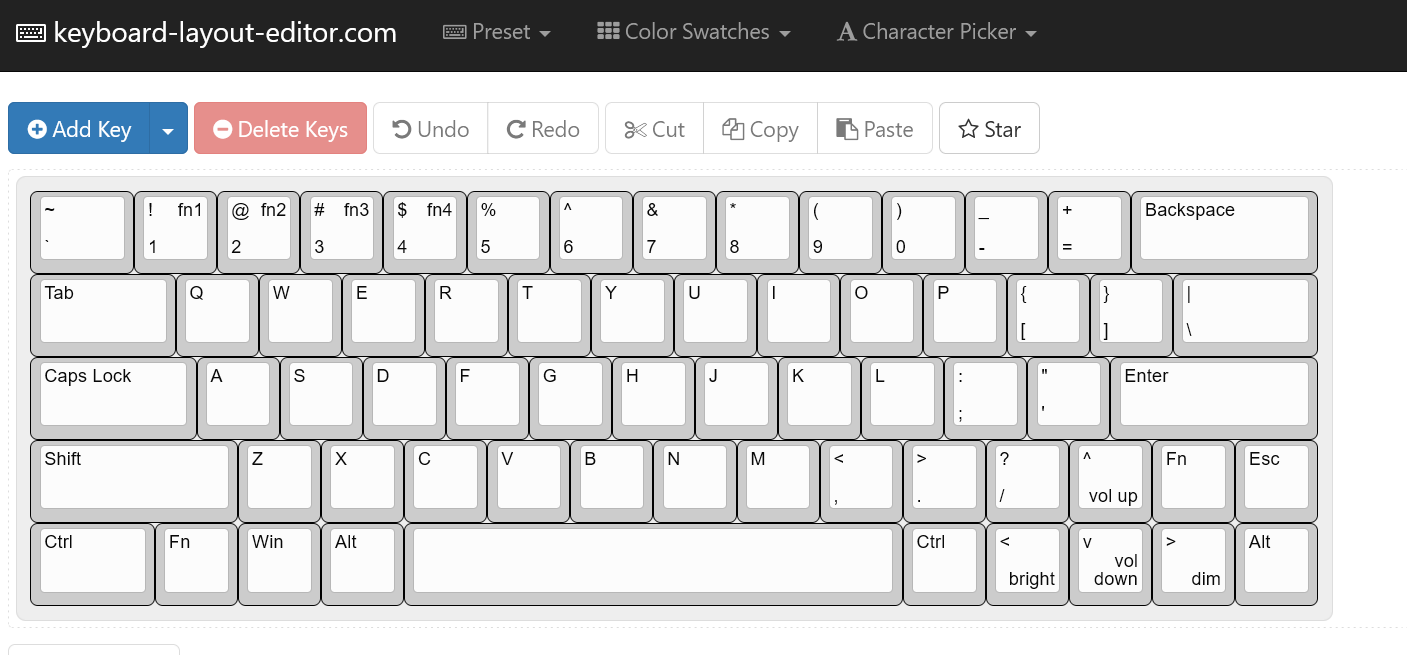 keyboard-layout-editor.com Preset Color Swatches Character Picker
Add Key Delete Keys Undo Redo Cut Copy Paste Star
~ ! fn1 @ fn2 # fn3 $ fn4 % ^ & * ( ) _ + Backspace
` 1 2 3 4 5 6 7 8 9 0 - =
Tab Q W E R T Y U I O P { } |
[ ] \
Caps Lock A S D F G H J K L : " Enter
; '
Shift Z X C V B N M < > ? ^ Fn Esc
, . / vol up
Ctrl Fn Win Alt Ctrl < v > Alt
vol
bright down dim